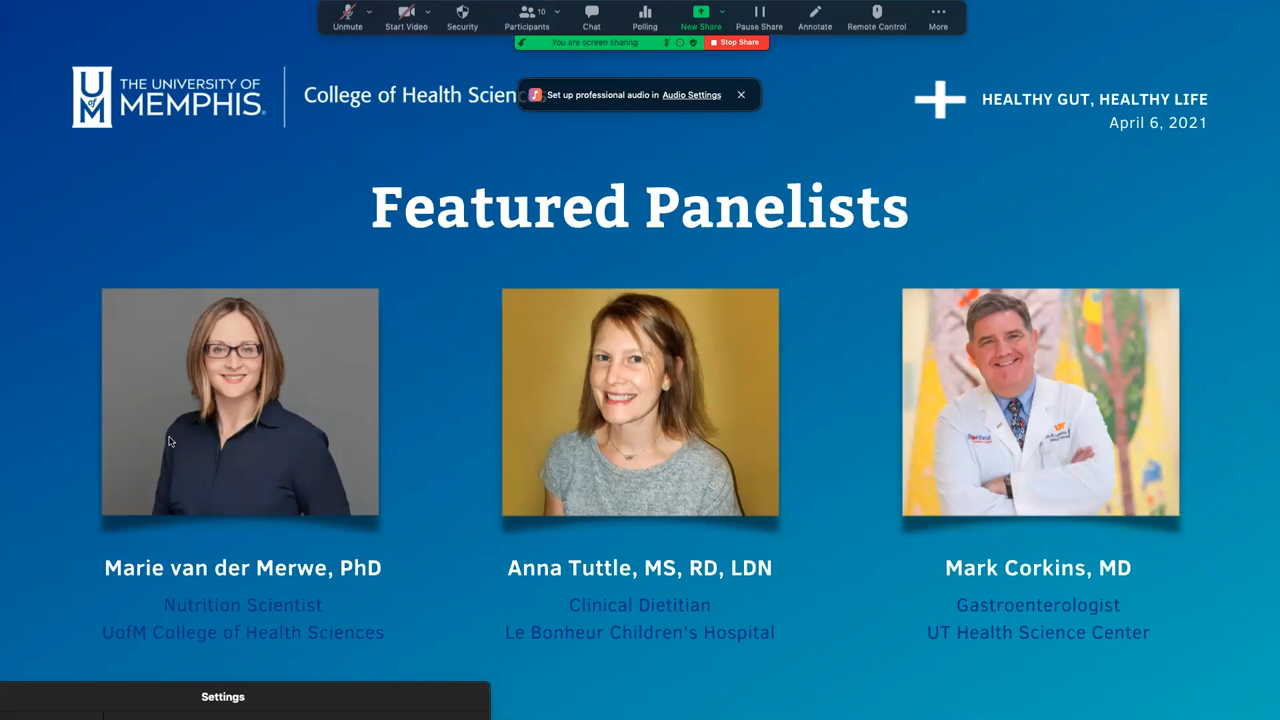 Unmute
Start Video
Security
Participants
10
Chat
Polling
New Share
Pause Share
Annotate
Remote Control
More
You are screen sharing
Stop Share
Set up professional audio in Audio Settings
U
of
M
THE UNIVERSITY OF
MEMPHIS.
College of Health Scien
HEALTHY GUT, HEALTHY LIFE
April 6, 2021
Featured Panelists
Marie van der Merwe, PhD
Nutrition Scientist
UofM College of Health Sciences
Anna Tuttle, MS, RD, LDN
Clinical Dietitian
Le Bonheur Children's Hospital
Mark Corkins, MD
Gastroenterologist
UT Health Science Center
Settings